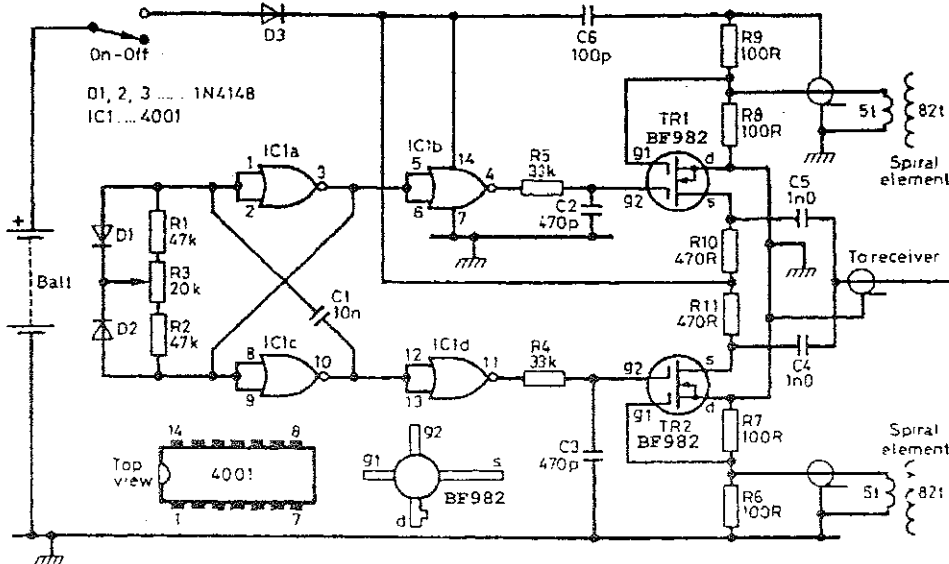 D3
On-Off
D1, 2, 3 ..... 1N4148
IC1 .... 4001
C6
100p
R9
100R
R8
100R
5t
82t
Spiral
element
TR1
BF982
g1
g2
d
s
IC1a
1
2
3
IC1b
5
6
14
4
7
R5
33k
C2
470p
C5
1n0
R10
470R
To receiver
R11
470R
C4
1n0
+
Batt
D1
D2
R1
47k
R3
20k
R2
47k
C1
10n
IC1c
8
9
10
IC1d
12
13
11
R4
33k
C3
470p
g2
g1
s
d
TR2
BF982
R7
100R
R6
100R
Spiral
element
5t
82t
14
8
Top
view
4001
1
7
g2
g1
s
d
BF982